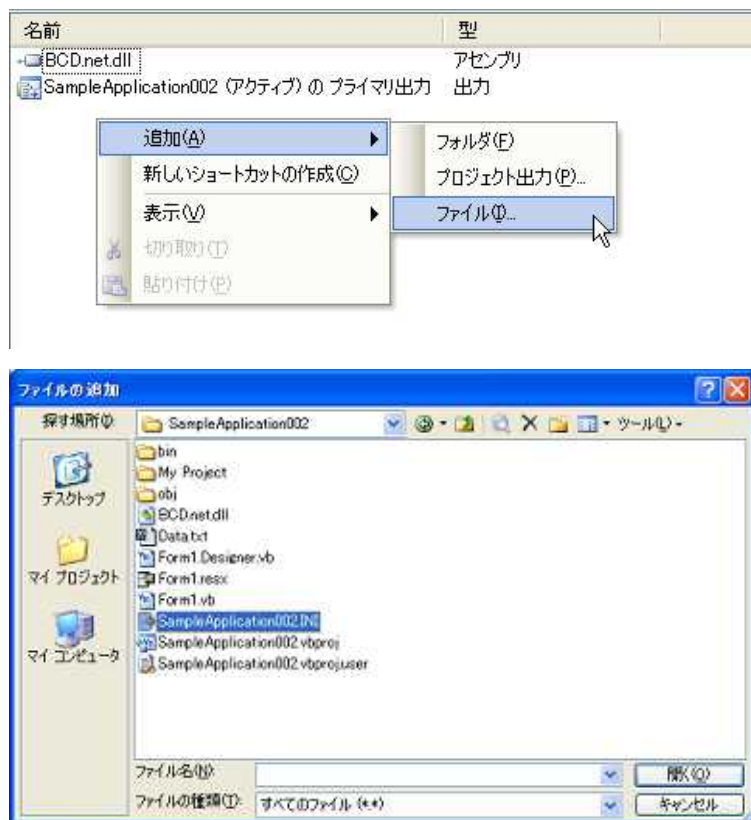 名前 型
BCD.net.dll アセンブリ
SampleApplication002 (アクティブ) の プライマリ出力 出力
追加(A) フォルダ(F)
新しいショートカットの作成(C) プロジェクト出力(P)...
表示(V) ファイル(I)...
切り取り(T)
貼り付け(P)
ファイルの追加
探す場所(I): SampleApplication002 ツール(L)
bin
My Project
デスクトップ obj
BCD.net.dll
Data.txt
Form1.Designer.vb
マイ プロジェクト Form1.resx
Form1.vb
SampleApplication002.INI
SampleApplication002.vbproj
マイ コンピュータ SampleApplication002.vbproj.user
ファイル名(N): 開く(O)
ファイルの種類(T): すべてのファイル (*.*) キャンセル